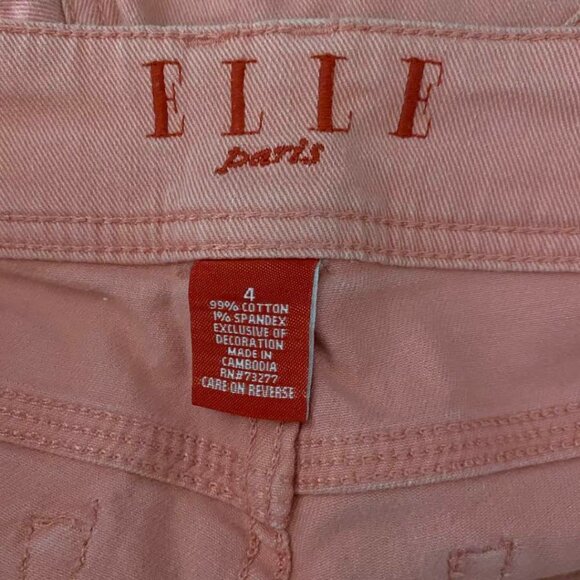 ELLE
paris
4
99% COTTON
1% SPANDEX
EXCLUSIVE OF
DECORATION
MADE IN
CAMBODIA
RN#73277
CARE ON REVERSE